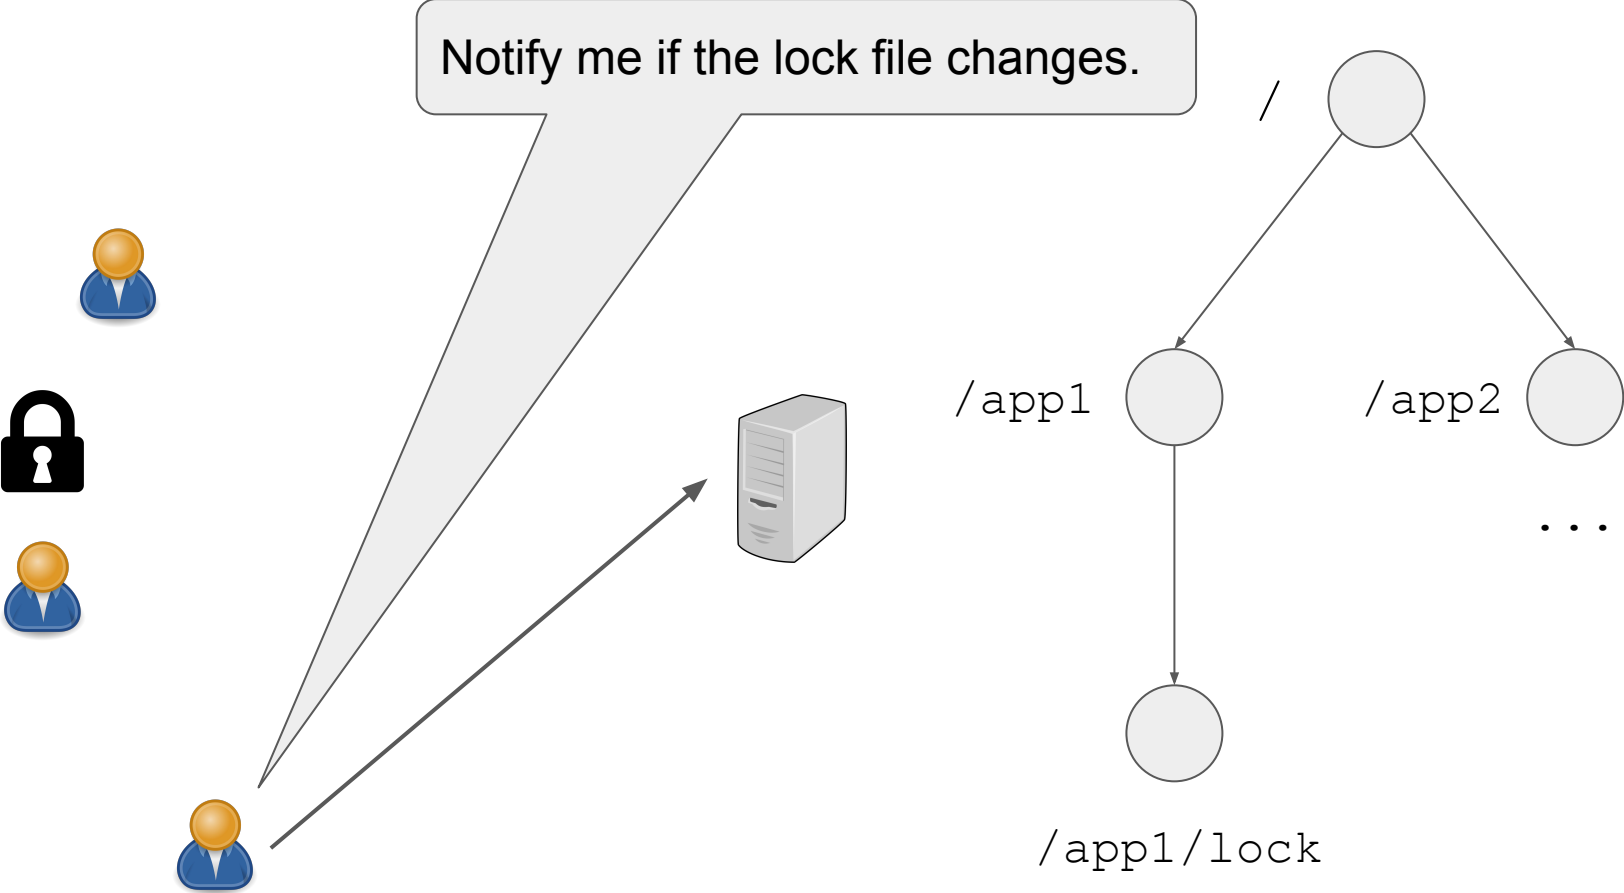 Notify me if the lock file changes.
/
/app1
/app2
...
/app1/lock